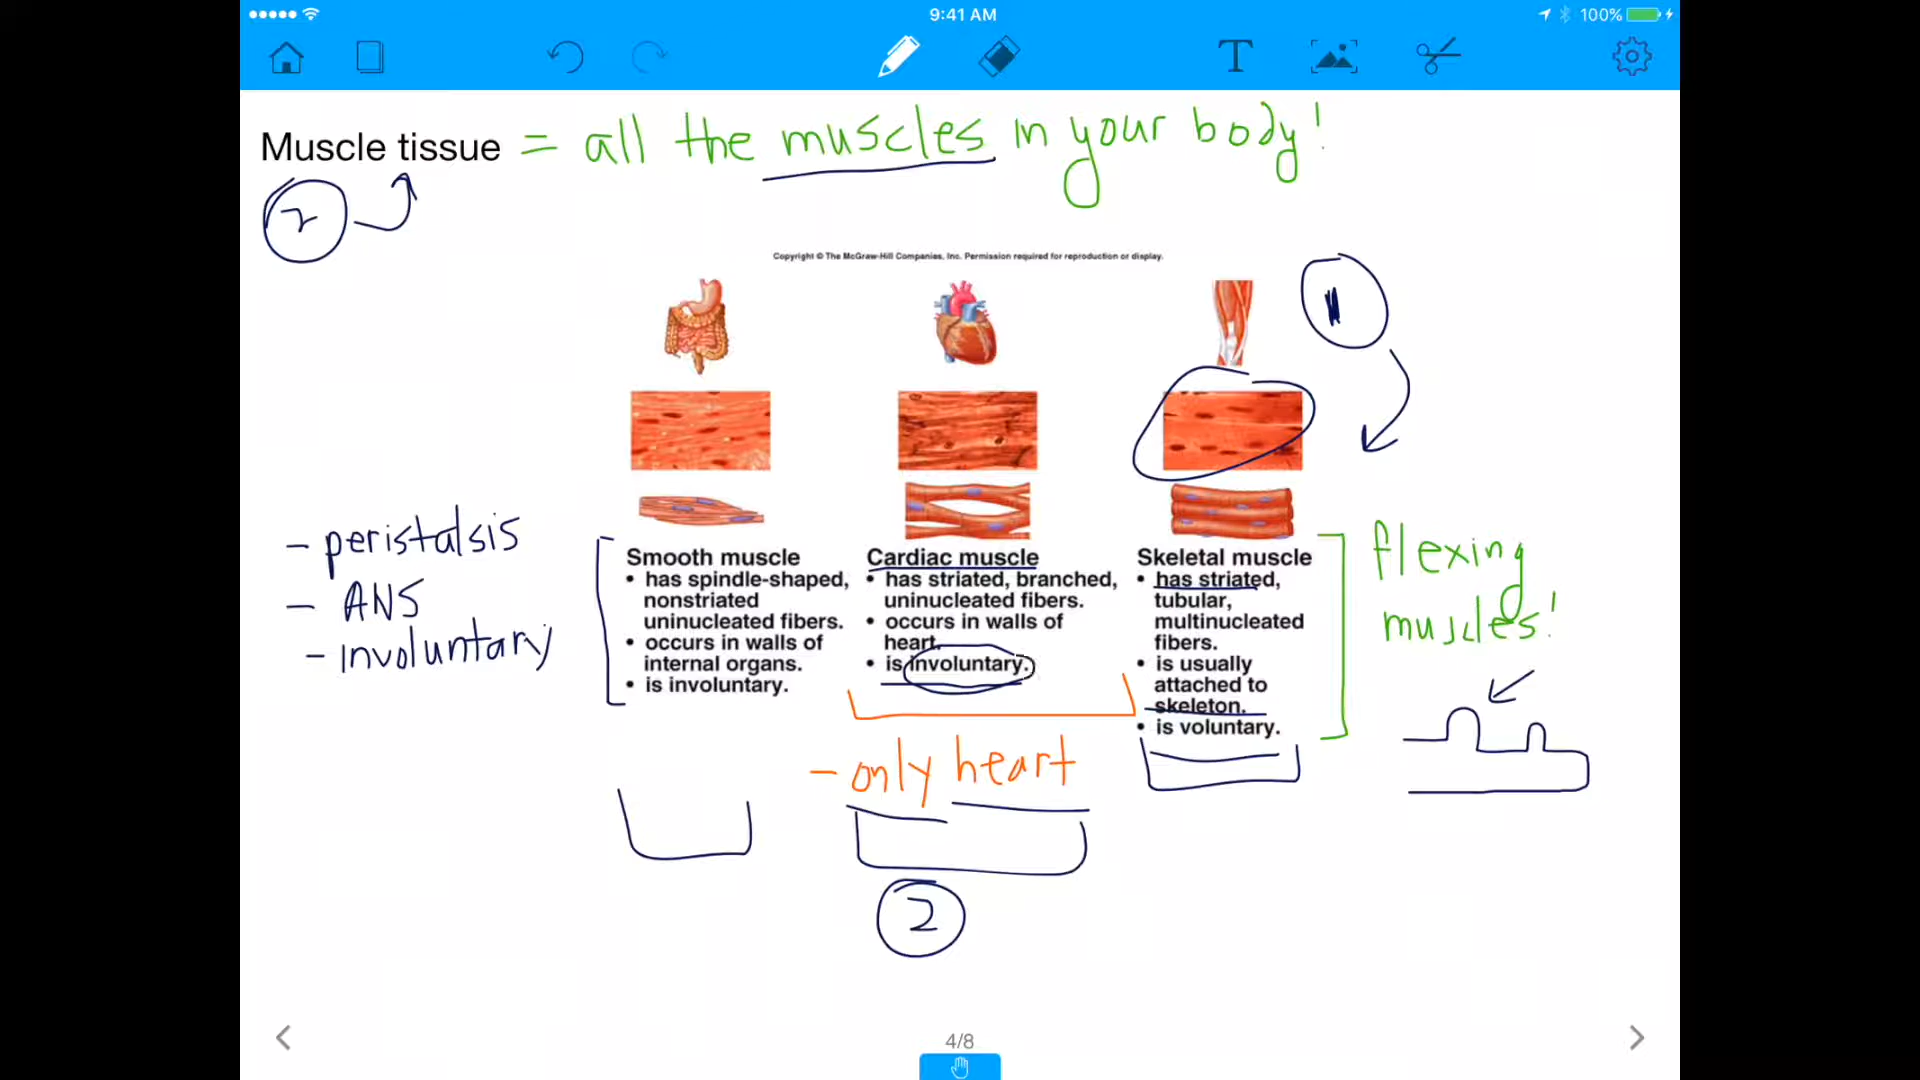 9:41 AM
100%
T
Muscle tissue = all the muscles in your body!
2
Copyright © The McGraw-Hill Companies, Inc. Permission required for reproduction or display.
1
- peristalsis
- ANS
- involuntary
Smooth muscle
• has spindle-shaped,
nonstriated
uninucleated fibers.
• occurs in walls of
internal organs.
• is involuntary.
Cardiac muscle
• has striated, branched,
uninucleated fibers.
• occurs in walls of
heart.
• is involuntary.
Skeletal muscle
• has striated,
tubular,
multinucleated
fibers.
• is usually
attached to
skeleton.
• is voluntary.
flexing
muscles!
- only heart
2
4/8